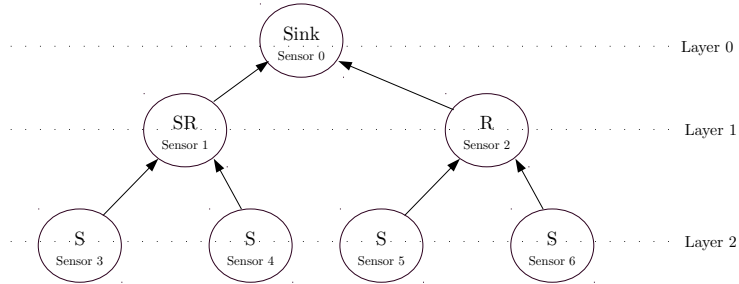 Sink
Sensor 0
Layer 0
SR
Sensor 1
R
Sensor 2
Layer 1
S
Sensor 3
S
Sensor 4
S
Sensor 5
S
Sensor 6
Layer 2